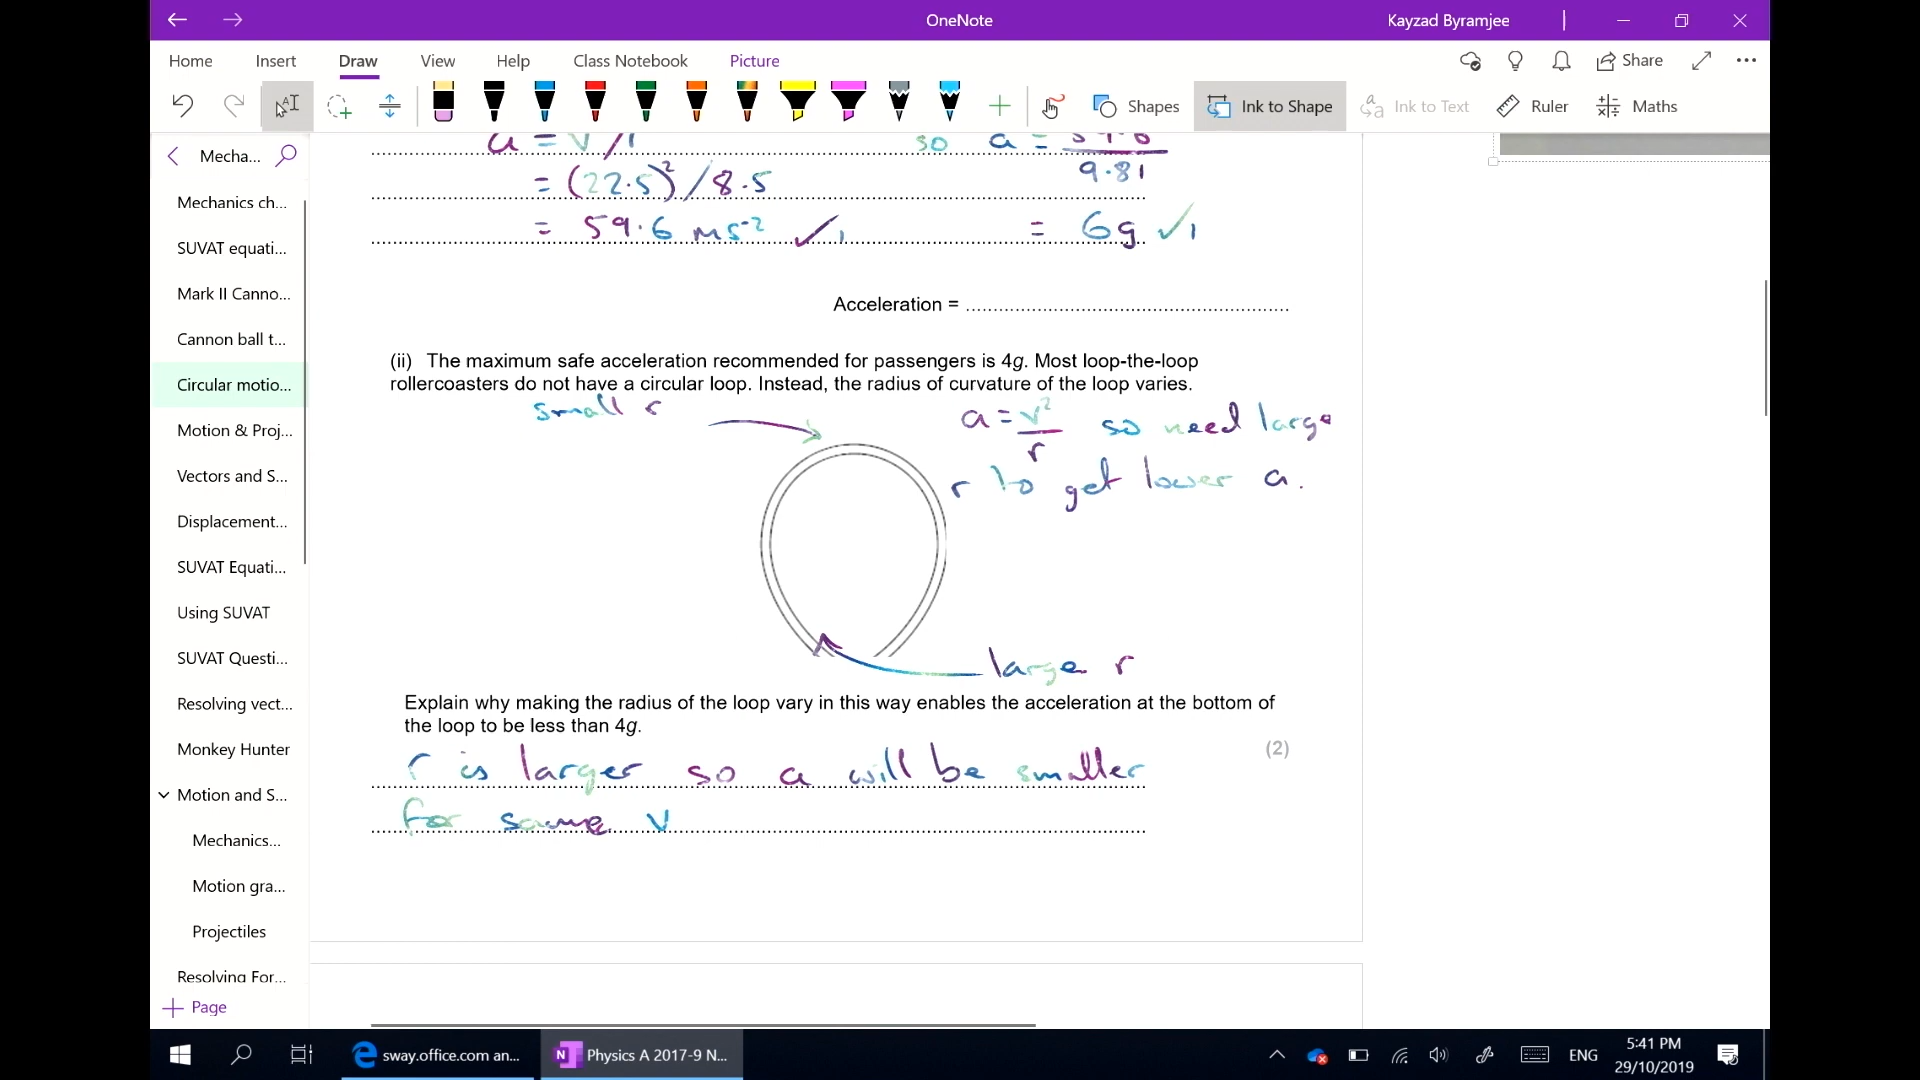 OneNote
Kayzad Byramjee
Home Insert Draw View Help Class Notebook Picture
Share
Shapes Ink to Shape Ink to Text Ruler Maths
Mecha...
Mechanics ch...
SUVAT equati...
Mark II Canno...
Cannon ball t...
Circular motio...
Motion & Proj...
Vectors and S...
Displacement...
SUVAT Equati...
Using SUVAT
SUVAT Questi...
Resolving vect...
Monkey Hunter
Motion and S...
Mechanics...
Motion gra...
Projectiles
Resolving For...
Page
so a = 59.6
9.81
= (22.5)²/8.5
= 59.6 ms⁻² ✓1
= 6g ✓1
Acceleration = ..........................................................
(ii) The maximum safe acceleration recommended for passengers is 4g. Most loop-the-loop
rollercoasters do not have a circular loop. Instead, the radius of curvature of the loop varies.
small r
a = v²/r so need large
r to get lower a.
large r
Explain why making the radius of the loop vary in this way enables the acceleration at the bottom of
the loop to be less than 4g.
(2)
r is larger so a will be smaller
for same v
sway.office.com an...
Physics A 2017-9 N...
ENG
5:41 PM
29/10/2019